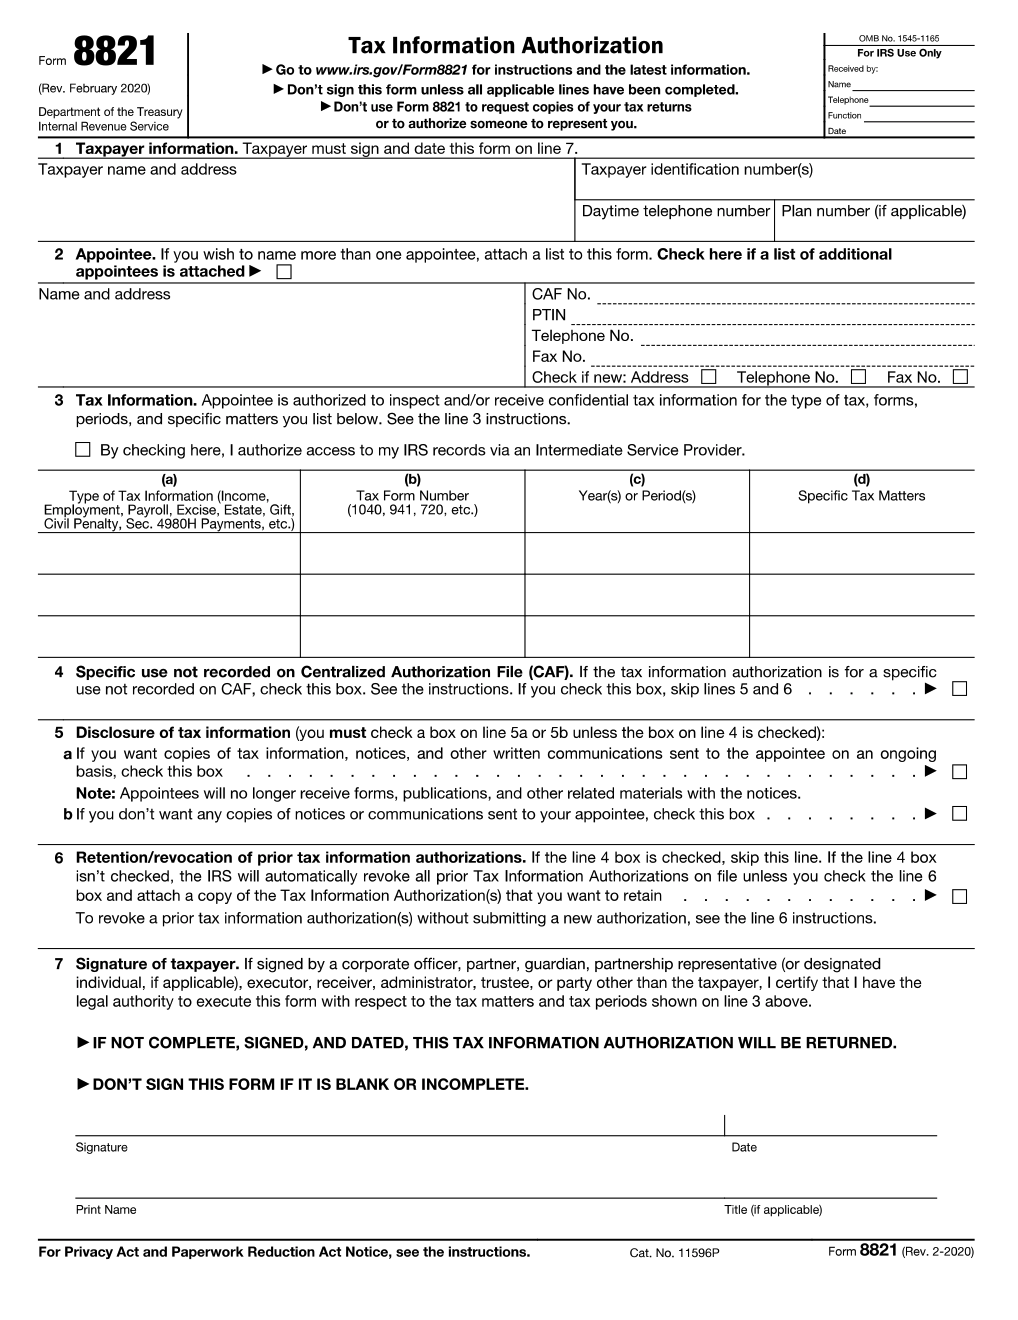 Form 8821
(Rev. February 2020)
Department of the Treasury
Internal Revenue Service
Tax Information Authorization
▶ Go to www.irs.gov/Form8821 for instructions and the latest information.
▶ Don't sign this form unless all applicable lines have been completed.
▶ Don't use Form 8821 to request copies of your tax returns
or to authorize someone to represent you.
OMB No. 1545-1165
For IRS Use Only
Received by:
Name
Telephone
Function
Date
1 Taxpayer information. Taxpayer must sign and date this form on line 7.
Taxpayer name and address
Taxpayer identification number(s)
Daytime telephone number
Plan number (if applicable)
2 Appointee. If you wish to name more than one appointee, attach a list to this form. Check here if a list of additional
appointees is attached ▶
Name and address
CAF No.
PTIN
Telephone No.
Fax No.
Check if new: Address Telephone No. Fax No.
3 Tax Information. Appointee is authorized to inspect and/or receive confidential tax information for the type of tax, forms,
periods, and specific matters you list below. See the line 3 instructions.
By checking here, I authorize access to my IRS records via an Intermediate Service Provider.
(a)
Type of Tax Information (Income,
Employment, Payroll, Excise, Estate, Gift,
Civil Penalty, Sec. 4980H Payments, etc.)
(b)
Tax Form Number
(1040, 941, 720, etc.)
(c)
Year(s) or Period(s)
(d)
Specific Tax Matters
4 Specific use not recorded on Centralized Authorization File (CAF). If the tax information authorization is for a specific
use not recorded on CAF, check this box. See the instructions. If you check this box, skip lines 5 and 6 . . . . . . ▶
5 Disclosure of tax information (you must check a box on line 5a or 5b unless the box on line 4 is checked):
a If you want copies of tax information, notices, and other written communications sent to the appointee on an ongoing
basis, check this box . . . . . . . . . . . . . . . . . . . . . . . . . . . . . . . . . ▶
Note: Appointees will no longer receive forms, publications, and other related materials with the notices.
b If you don't want any copies of notices or communications sent to your appointee, check this box . . . . . . . . ▶
6 Retention/revocation of prior tax information authorizations. If the line 4 box is checked, skip this line. If the line 4 box
isn't checked, the IRS will automatically revoke all prior Tax Information Authorizations on file unless you check the line 6
box and attach a copy of the Tax Information Authorization(s) that you want to retain . . . . . . . . . . . . ▶
To revoke a prior tax information authorization(s) without submitting a new authorization, see the line 6 instructions.
7 Signature of taxpayer. If signed by a corporate officer, partner, guardian, partnership representative (or designated
individual, if applicable), executor, receiver, administrator, trustee, or party other than the taxpayer, I certify that I have the
legal authority to execute this form with respect to the tax matters and tax periods shown on line 3 above.
▶ IF NOT COMPLETE, SIGNED, AND DATED, THIS TAX INFORMATION AUTHORIZATION WILL BE RETURNED.
▶ DON'T SIGN THIS FORM IF IT IS BLANK OR INCOMPLETE.
Signature
Date
Print Name
Title (if applicable)
For Privacy Act and Paperwork Reduction Act Notice, see the instructions.
Cat. No. 11596P
Form 8821 (Rev. 2-2020)